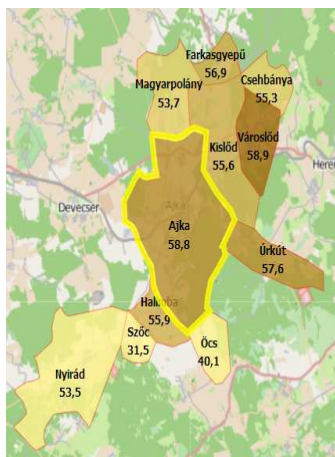 Farkasgyepű
56,9
Csehbánya
55,3
Magyarpolány
53,7
Városlőd
58,9
Kislőd
55,6
Devecser
Ajka
58,8
Úrkút
57,6
Halimba
55,9
Szőc
31,5
Öcs
40,1
Nyirád
53,5